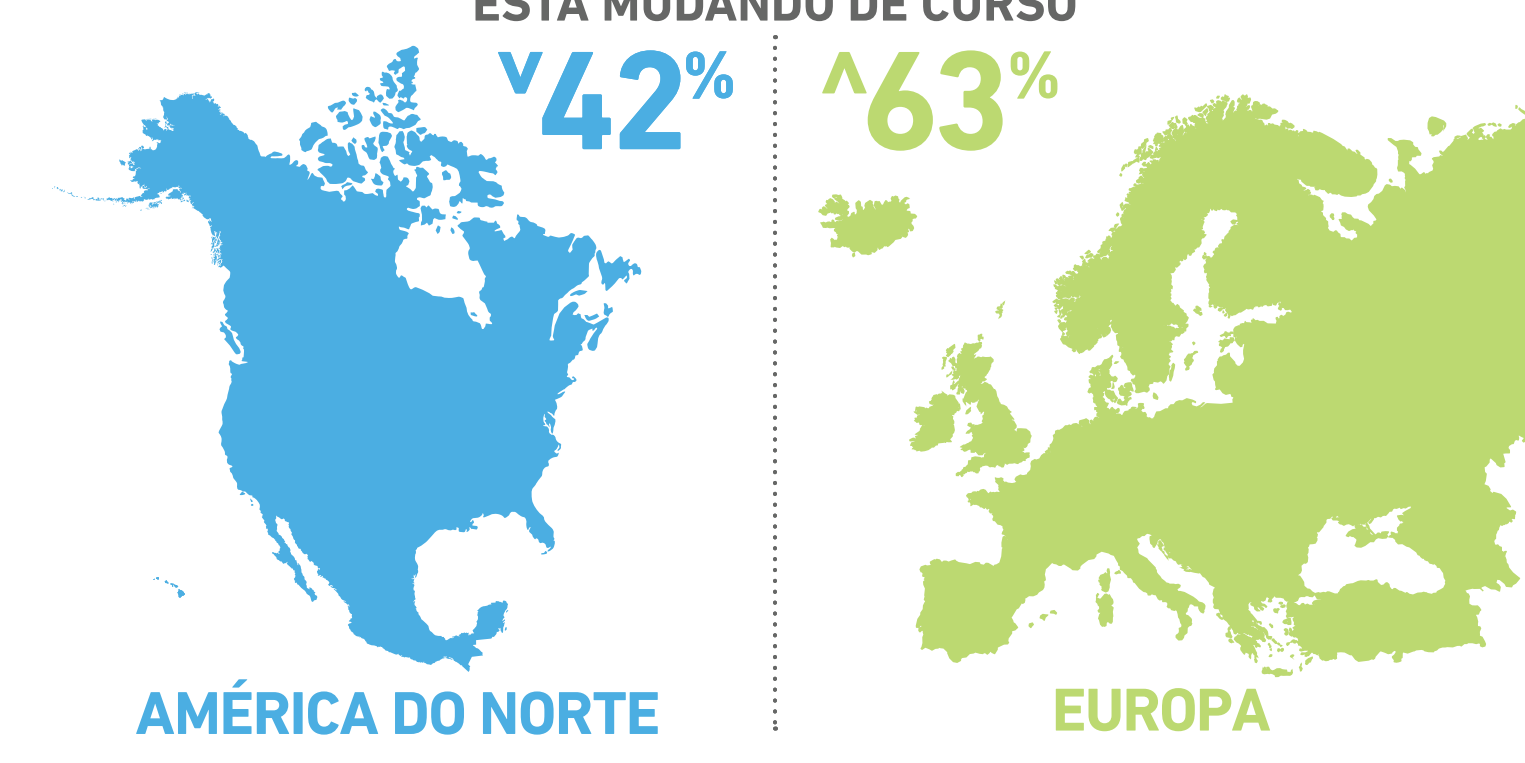 ESTÁ MUDANDO DE CURSO
˅42%
^63%
AMÉRICA DO NORTE
EUROPA